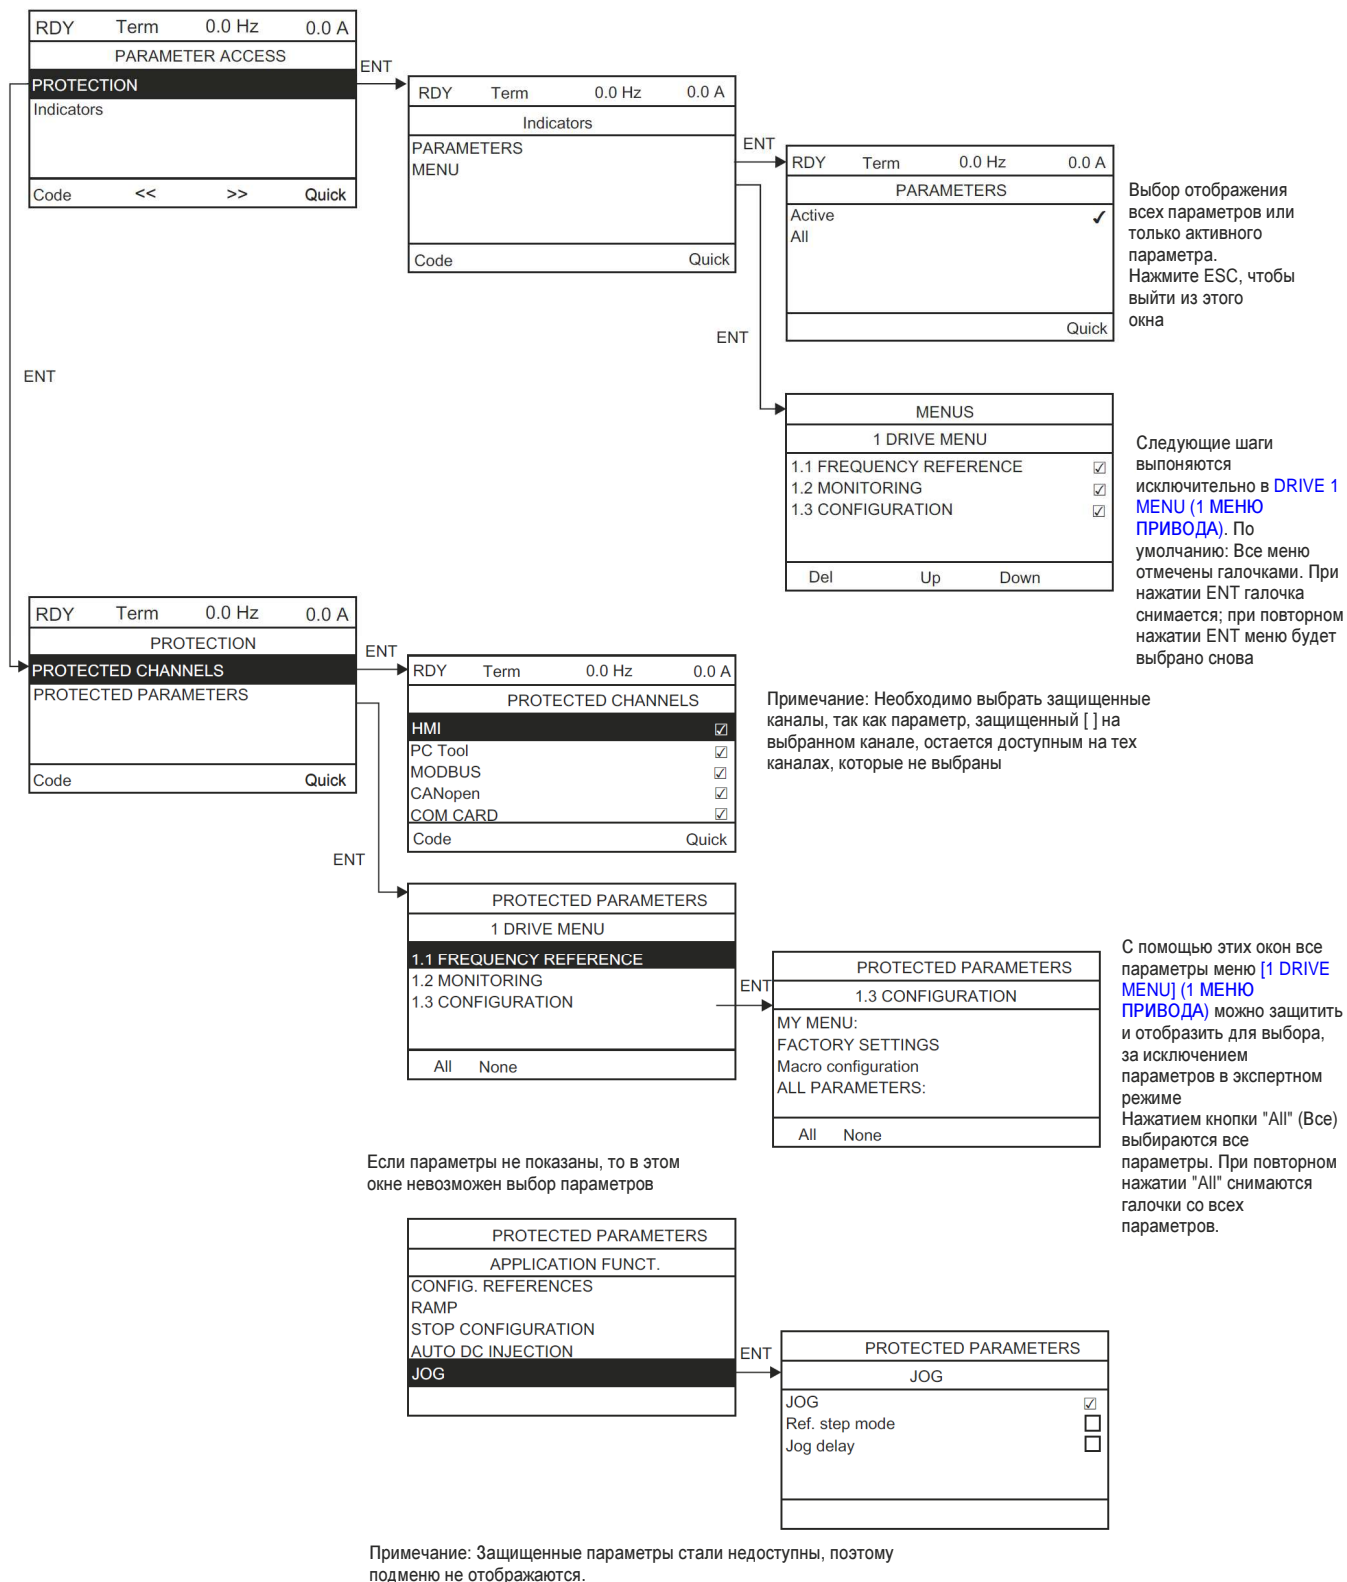 RDY Term 0.0 Hz 0.0 A
PARAMETER ACCESS
PROTECTION
Indicators
Code << >> Quick
ENT
RDY Term 0.0 Hz 0.0 A
Indicators
PARAMETERS
MENU
Code Quick
ENT
RDY Term 0.0 Hz 0.0 A
PARAMETERS
Active ✓
All
Quick
Выбор отображения
всех параметров или
только активного
параметра.
Нажмите ESC, чтобы
выйти из этого
окна
ENT
ENT
MENUS
1 DRIVE MENU
1.1 FREQUENCY REFERENCE ☑
1.2 MONITORING ☑
1.3 CONFIGURATION ☑
Del Up Down
Следующие шаги
выпоняются
исключительно в DRIVE 1
MENU (1 МЕНЮ
ПРИВОДА). По
умолчанию: Все меню
отмечены галочками. При
нажатии ENT галочка
снимается; при повторном
нажатии ENT меню будет
выбрано снова
RDY Term 0.0 Hz 0.0 A
PROTECTION
PROTECTED CHANNELS
PROTECTED PARAMETERS
Code Quick
ENT
RDY Term 0.0 Hz 0.0 A
PROTECTED CHANNELS
HMI ☑
PC Tool ☑
MODBUS ☑
CANopen ☑
COM CARD ☑
Code Quick
Примечание: Необходимо выбрать защищенные
каналы, так как параметр, защищенный [ ] на
выбранном канале, остается доступным на тех
каналах, которые не выбраны
ENT
PROTECTED PARAMETERS
1 DRIVE MENU
1.1 FREQUENCY REFERENCE
1.2 MONITORING
1.3 CONFIGURATION
All None
ENT
PROTECTED PARAMETERS
1.3 CONFIGURATION
MY MENU:
FACTORY SETTINGS
Macro configuration
ALL PARAMETERS:
All None
С помощью этих окон все
параметры меню [1 DRIVE
MENU] (1 МЕНЮ
ПРИВОДА) можно защитить
и отобразить для выбора,
за исключением
параметров в экспертном
режиме
Нажатием кнопки "All" (Все)
выбираются все
параметры. При повторном
нажатии "All" снимаются
галочки со всех
параметров.
Если параметры не показаны, то в этом
окне невозможен выбор параметров
PROTECTED PARAMETERS
APPLICATION FUNCT.
CONFIG. REFERENCES
RAMP
STOP CONFIGURATION
AUTO DC INJECTION
JOG
ENT
PROTECTED PARAMETERS
JOG
JOG ☑
Ref. step mode ☐
Jog delay ☐
Примечание: Защищенные параметры стали недоступны, поэтому
подменю не отображаются.